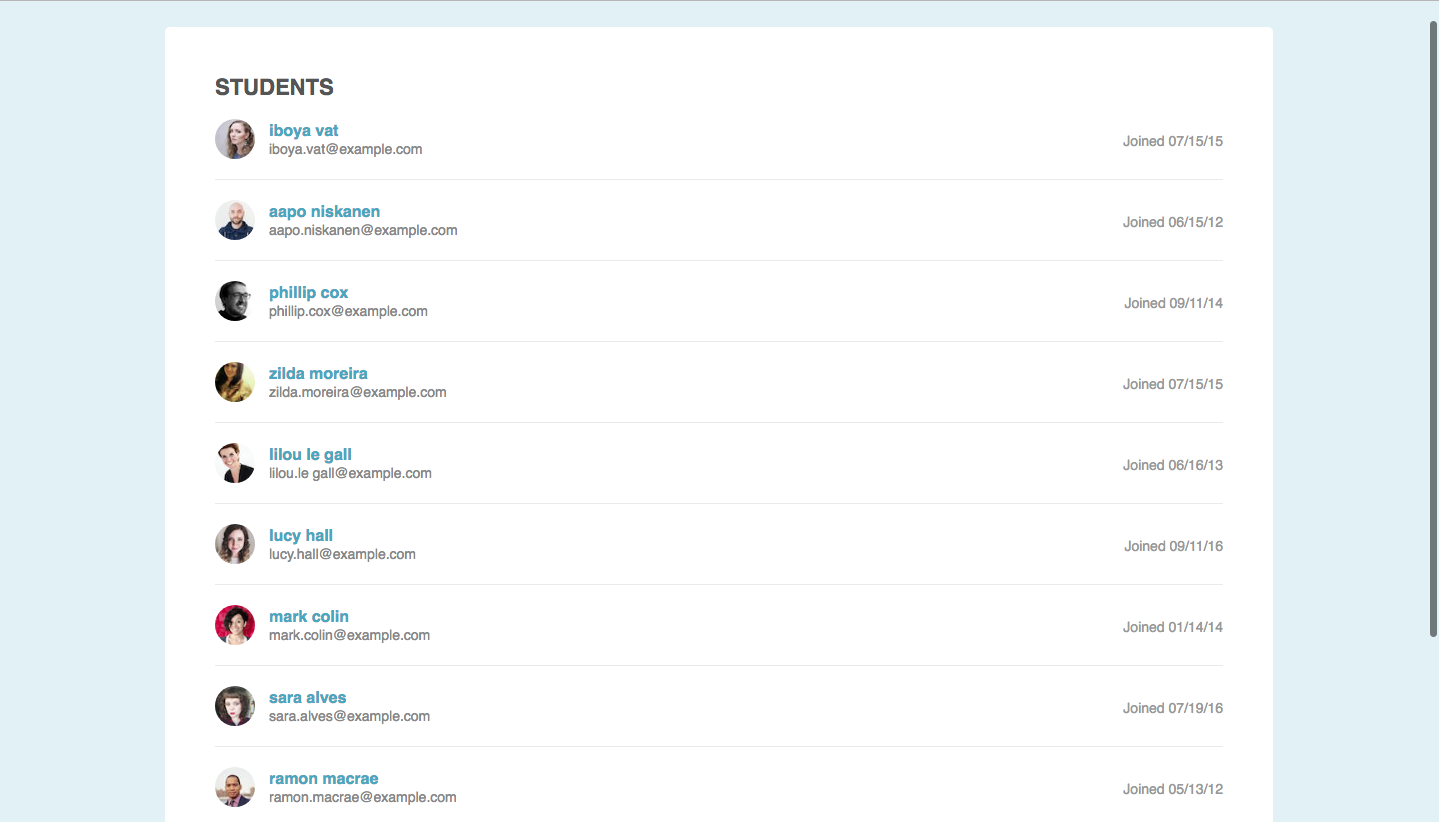 STUDENTS
iboya vat
iboya.vat@example.com
Joined 07/15/15
aapo niskanen
aapo.niskanen@example.com
Joined 06/15/12
phillip cox
phillip.cox@example.com
Joined 09/11/14
zilda moreira
zilda.moreira@example.com
Joined 07/15/15
lilou le gall
lilou.le gall@example.com
Joined 06/16/13
lucy hall
lucy.hall@example.com
Joined 09/11/16
mark colin
mark.colin@example.com
Joined 01/14/14
sara alves
sara.alves@example.com
Joined 07/19/16
ramon macrae
ramon.macrae@example.com
Joined 05/13/12